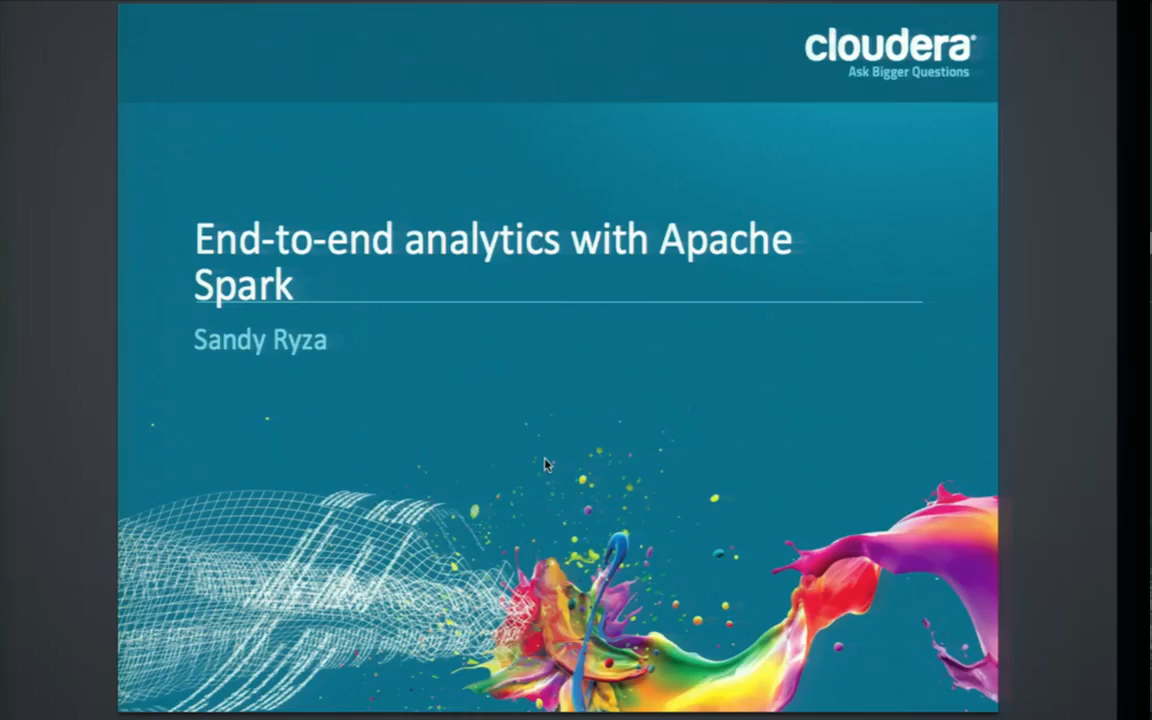 cloudera
Ask Bigger Questions
End-to-end analytics with Apache
Spark
Sandy Ryza